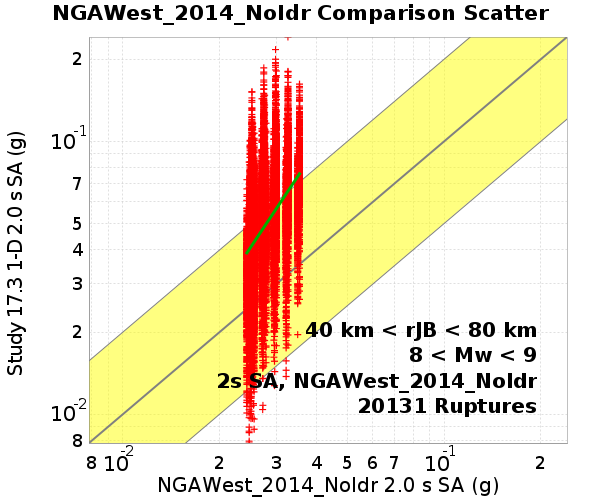 NGAWest_2014_NoIdr Comparison Scatter
Study 17.3 1-D 2.0 s SA (g)
2
10^-1
7
5
4
3
2
10^-2
8
40 km < rJB < 80 km
8 < Mw < 9
2s SA, NGAWest_2014_NoIdr
20131 Ruptures
8 10^-2 2 3 4 5 6 7 10^-1 2
NGAWest_2014_NoIdr 2.0 s SA (g)